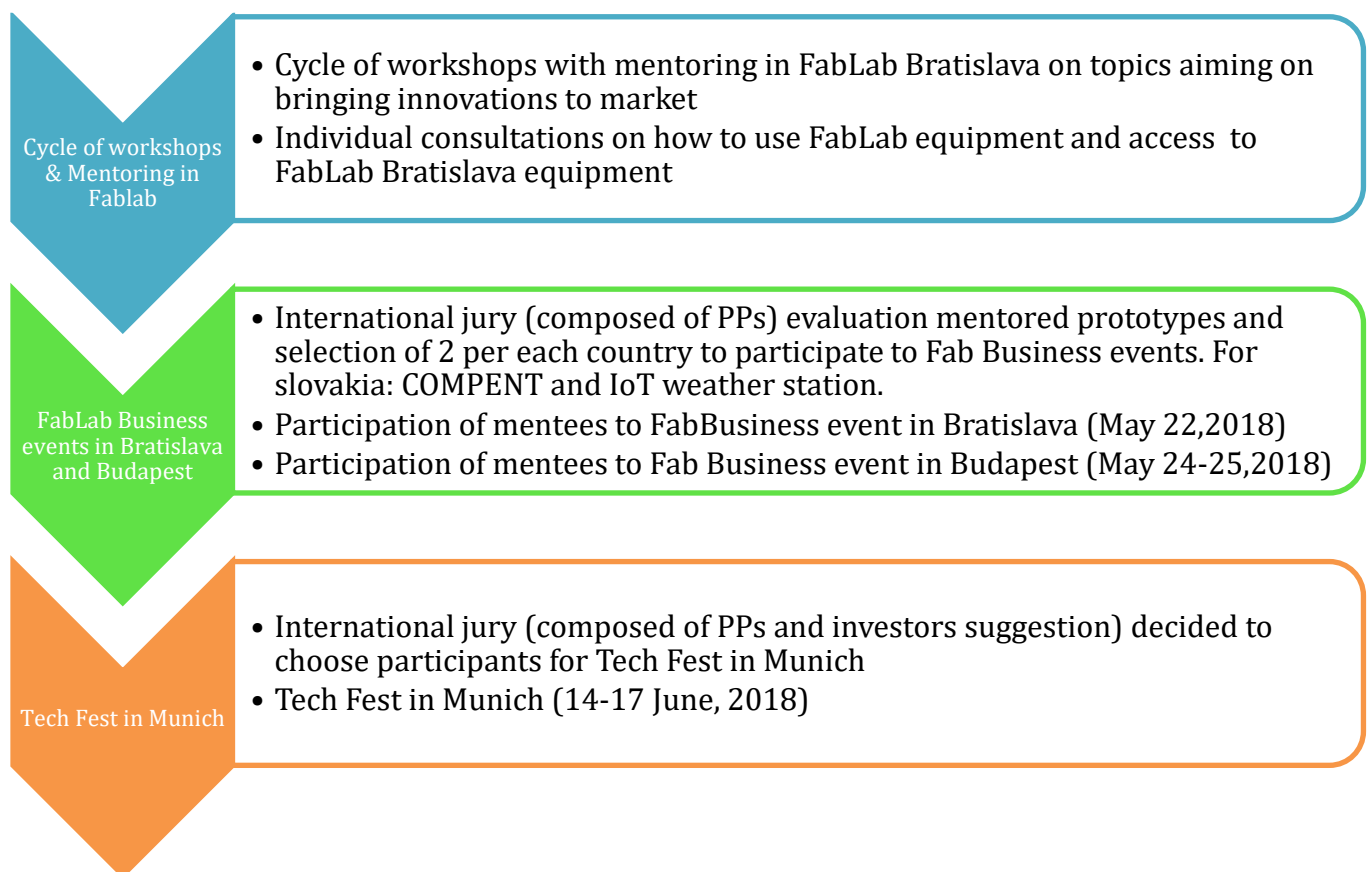 Cycle of workshops
& Mentoring in
Fablab
• Cycle of workshops with mentoring in FabLab Bratislava on topics aiming on
bringing innovations to market
• Individual consultations on how to use FabLab equipment and access  to
FabLab Bratislava equipment
FabLab Business
events in Bratislava
and Budapest
• International jury (composed of PPs) evaluation mentored prototypes and
selection of 2 per each country to participate to Fab Business events. For
slovakia: COMPENT and IoT weather station.
• Participation of mentees to FabBusiness event in Bratislava (May 22,2018)
• Participation of mentees to Fab Business event in Budapest (May 24-25,2018)
Tech Fest in Munich
• International jury (composed of PPs and investors suggestion) decided to
choose participants for Tech Fest in Munich
• Tech Fest in Munich (14-17 June, 2018)